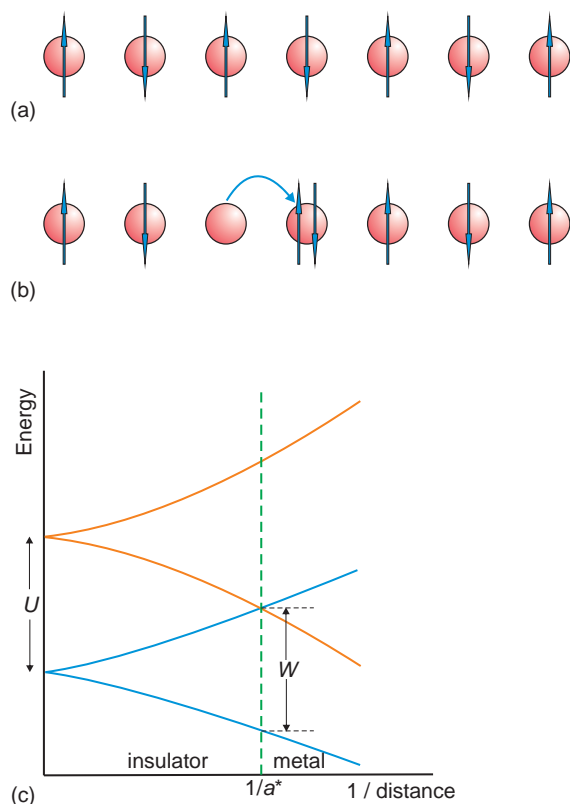 (a)
(b)
Energy
U
W
insulator
metal
1/a*
1 / distance
(c)